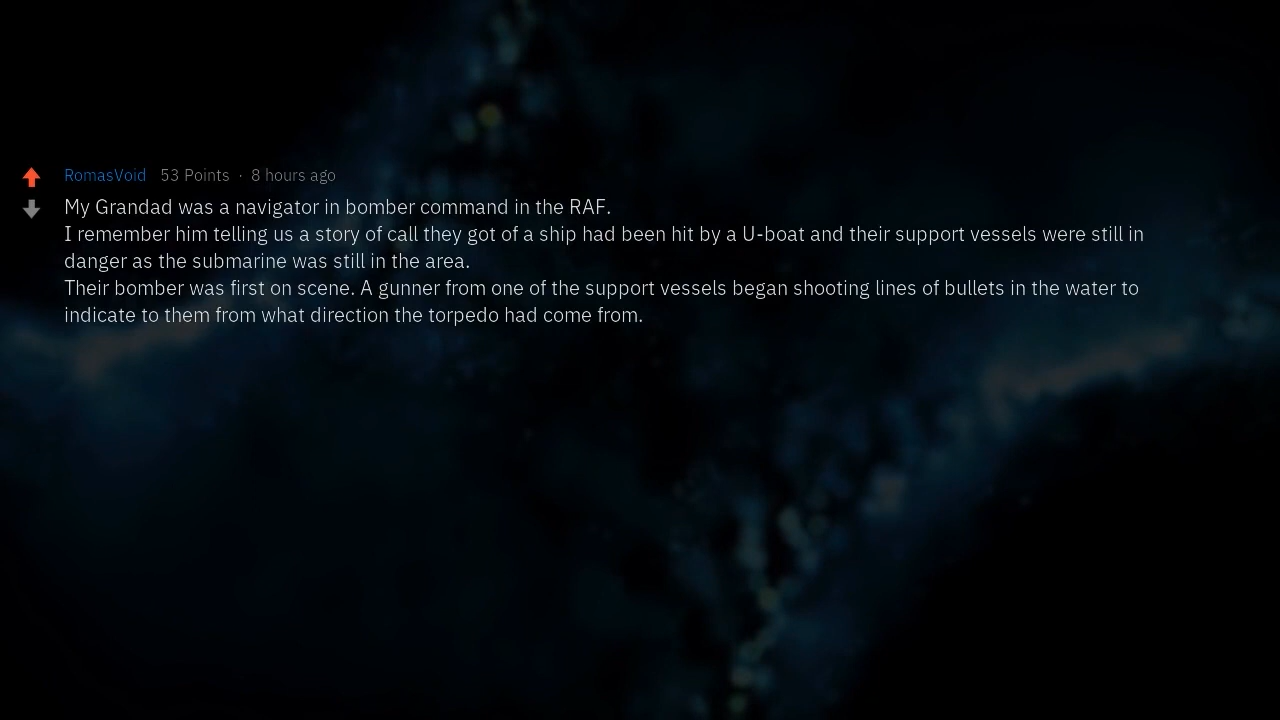 RomasVoid 53 Points · 8 hours ago
My Grandad was a navigator in bomber command in the RAF.
I remember him telling us a story of call they got of a ship had been hit by a U-boat and their support vessels were still in
danger as the submarine was still in the area.
Their bomber was first on scene. A gunner from one of the support vessels began shooting lines of bullets in the water to
indicate to them from what direction the torpedo had come from.